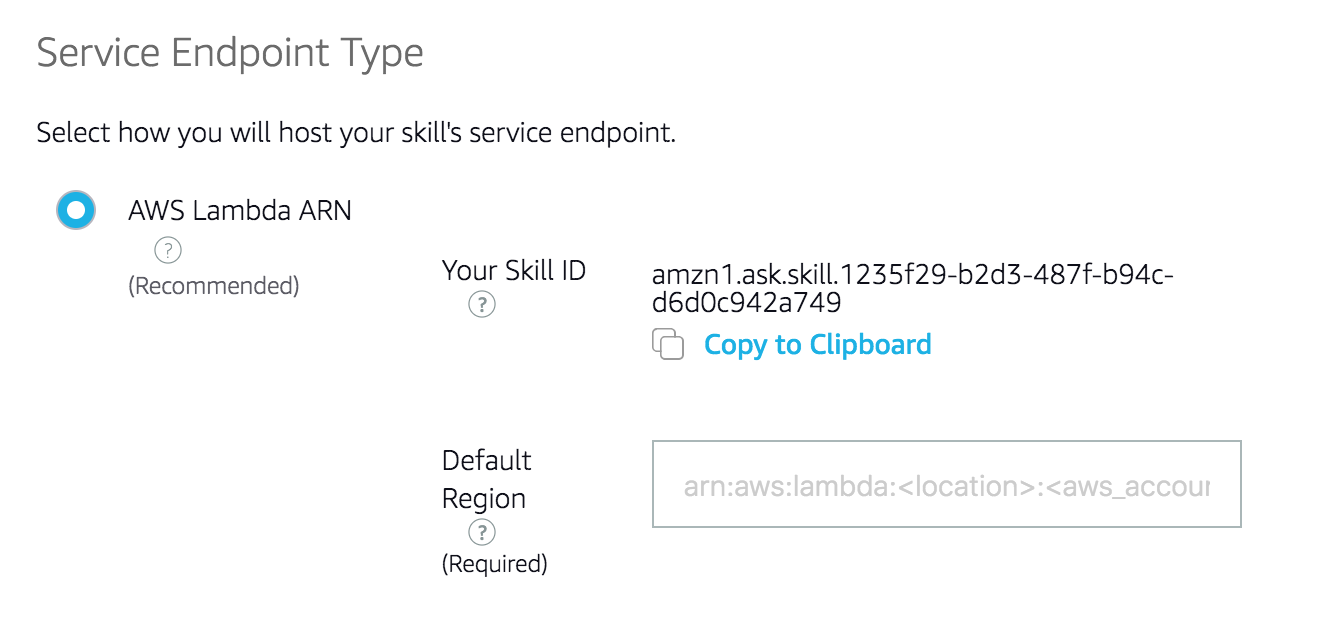 Service Endpoint Type
Select how you will host your skill's service endpoint.
AWS Lambda ARN
?
(Recommended)
Your Skill ID
?
amzn1.ask.skill.1235f29-b2d3-487f-b94c-
d6d0c942a749
Copy to Clipboard
Default
Region
?
(Required)
arn:aws:lambda:<location>:<aws_accour